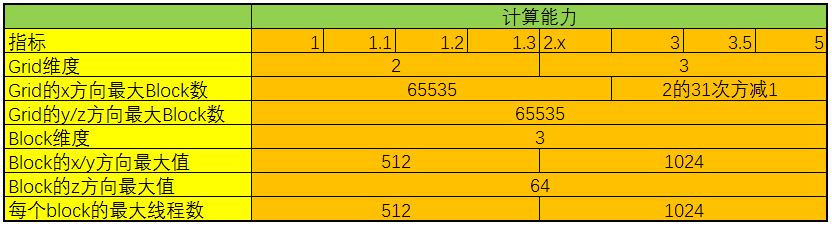 计算能力
指标 1 1.1 1.2 1.3 2.x 3 3.5 5
Grid维度 2 3
Grid的x方向最大Block数 65535 2的31次方减1
Grid的y/z方向最大Block数 65535
Block维度 3
Block的x/y方向最大值 512 1024
Block的z方向最大值 64
每个block的最大线程数 512 1024